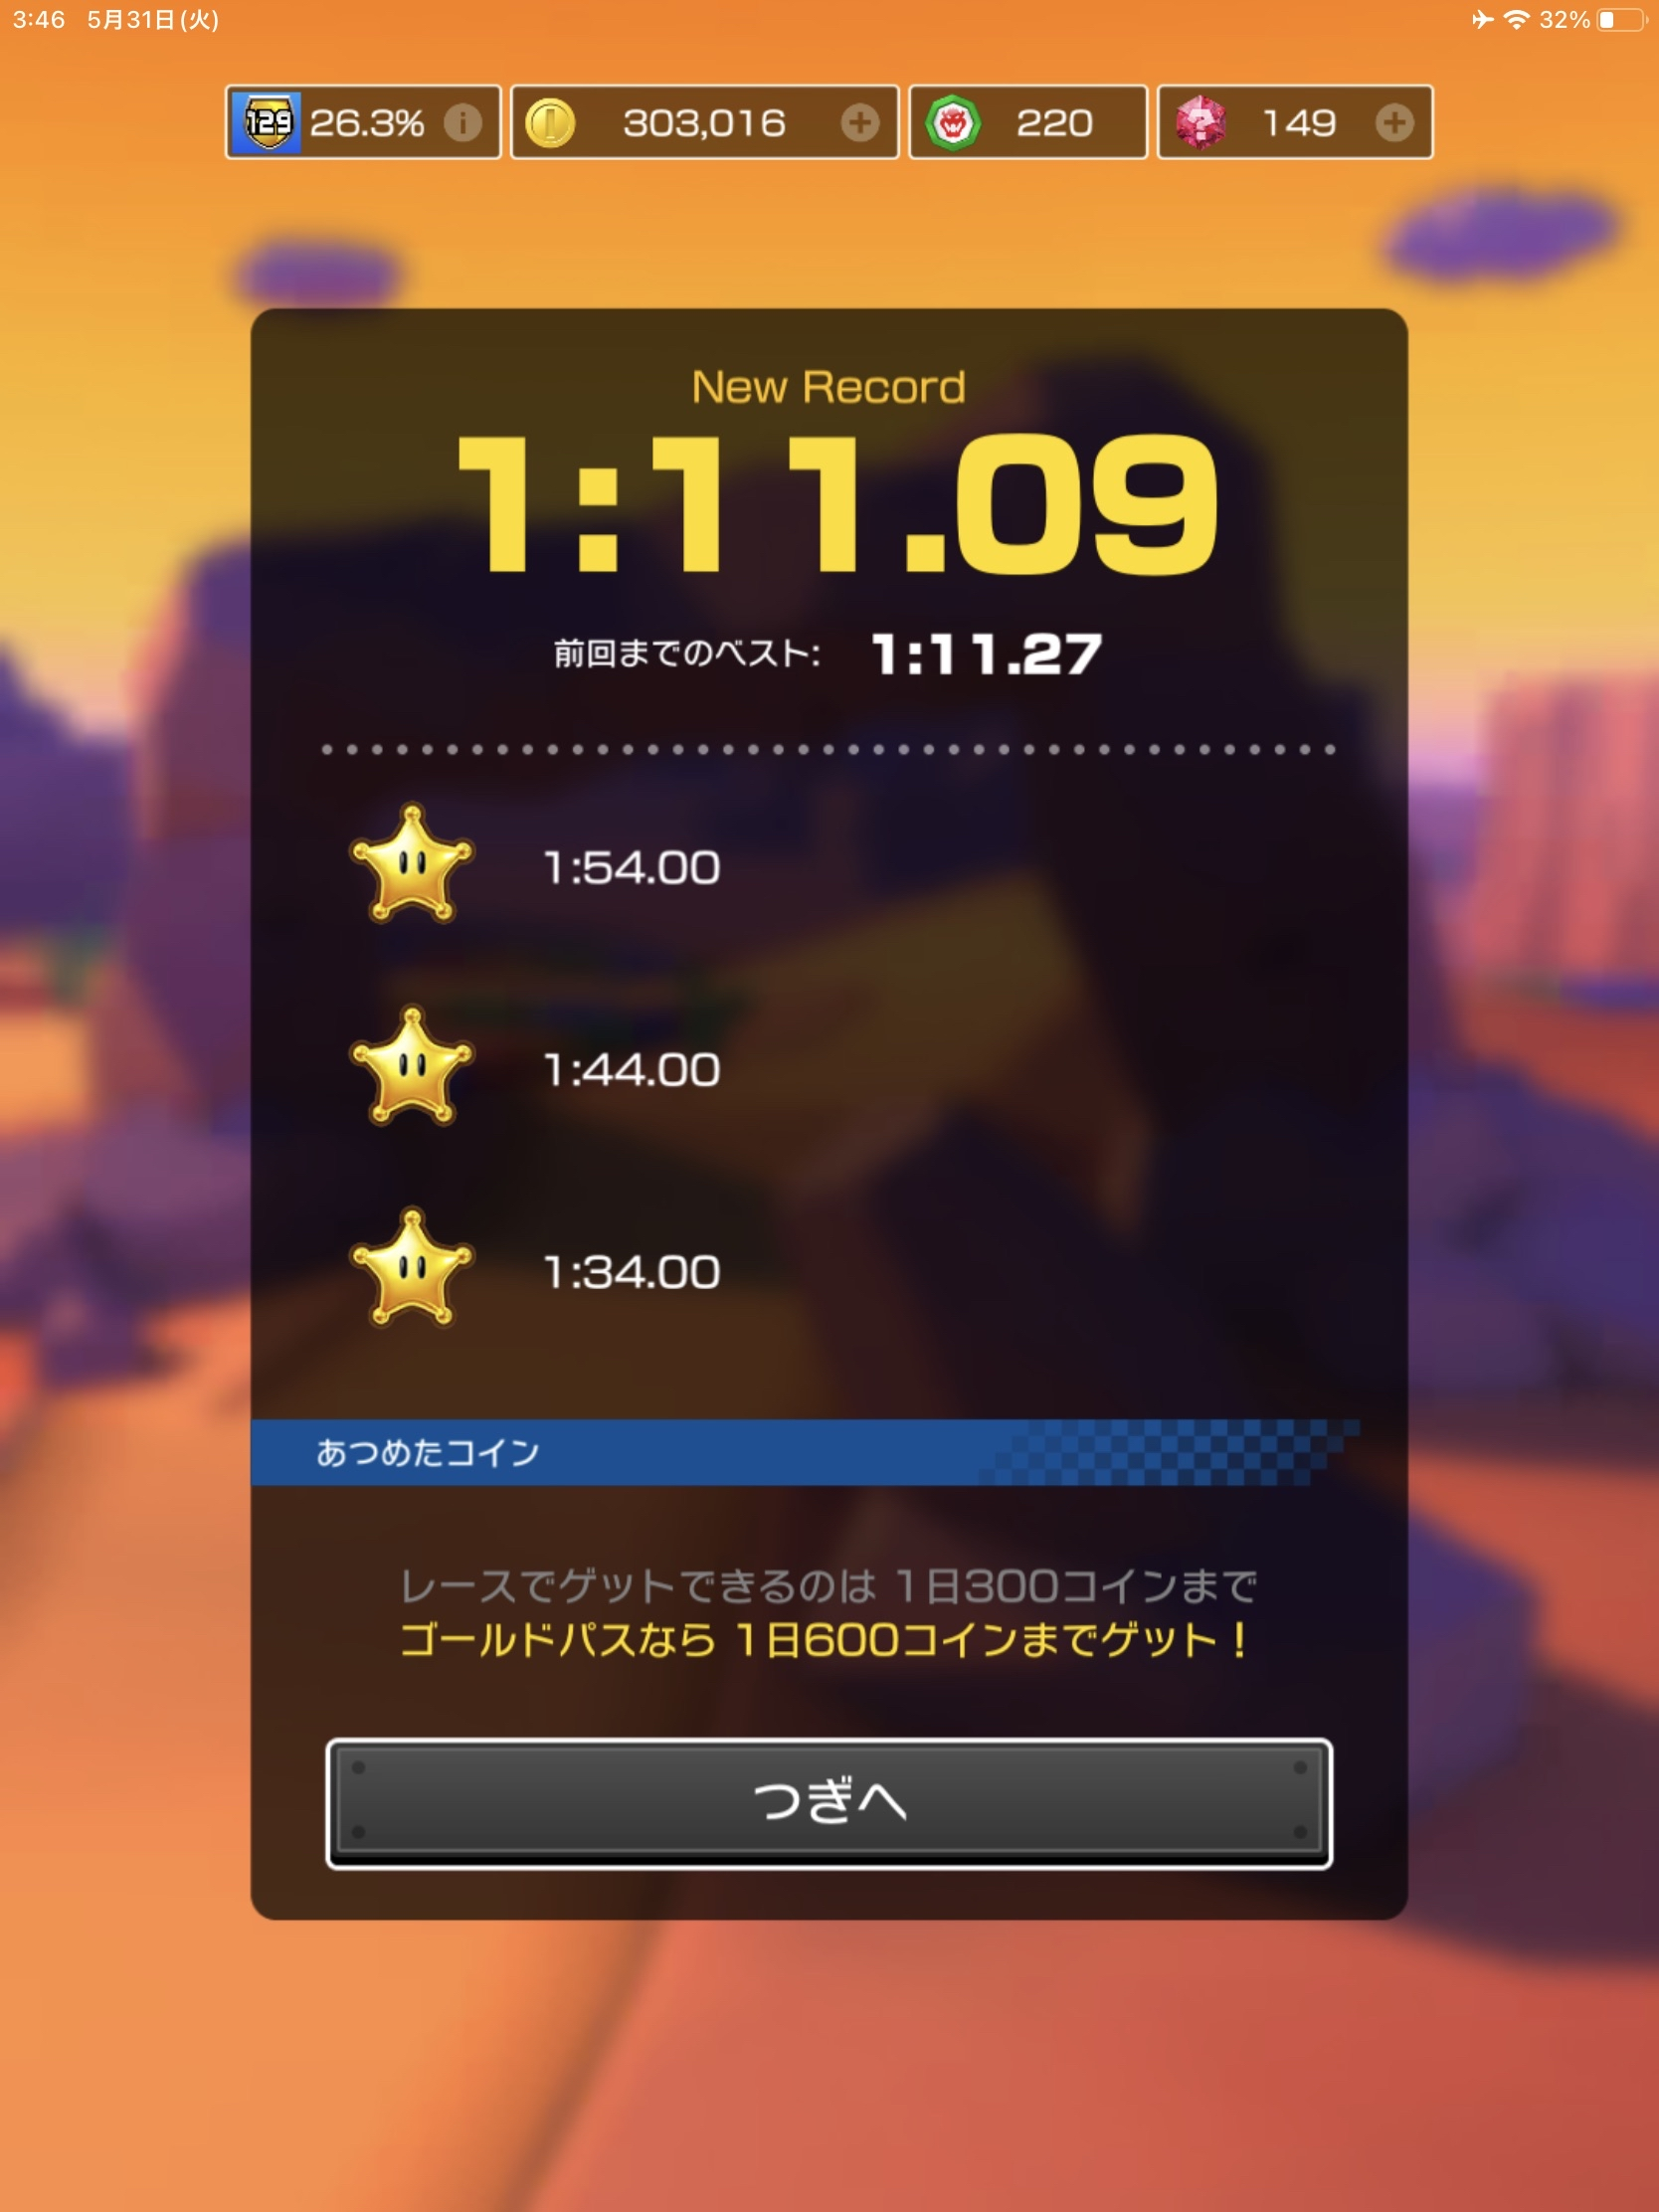 3:46 5月31日(火) 32%
129 26.3% 303,016 220 149
New Record
1:11.09
前回までのベスト: 1:11.27
1:54.00
1:44.00
1:34.00
あつめたコイン
レースでゲットできるのは 1日300コインまで
ゴールドパスなら 1日600コインまでゲット！
つぎへ